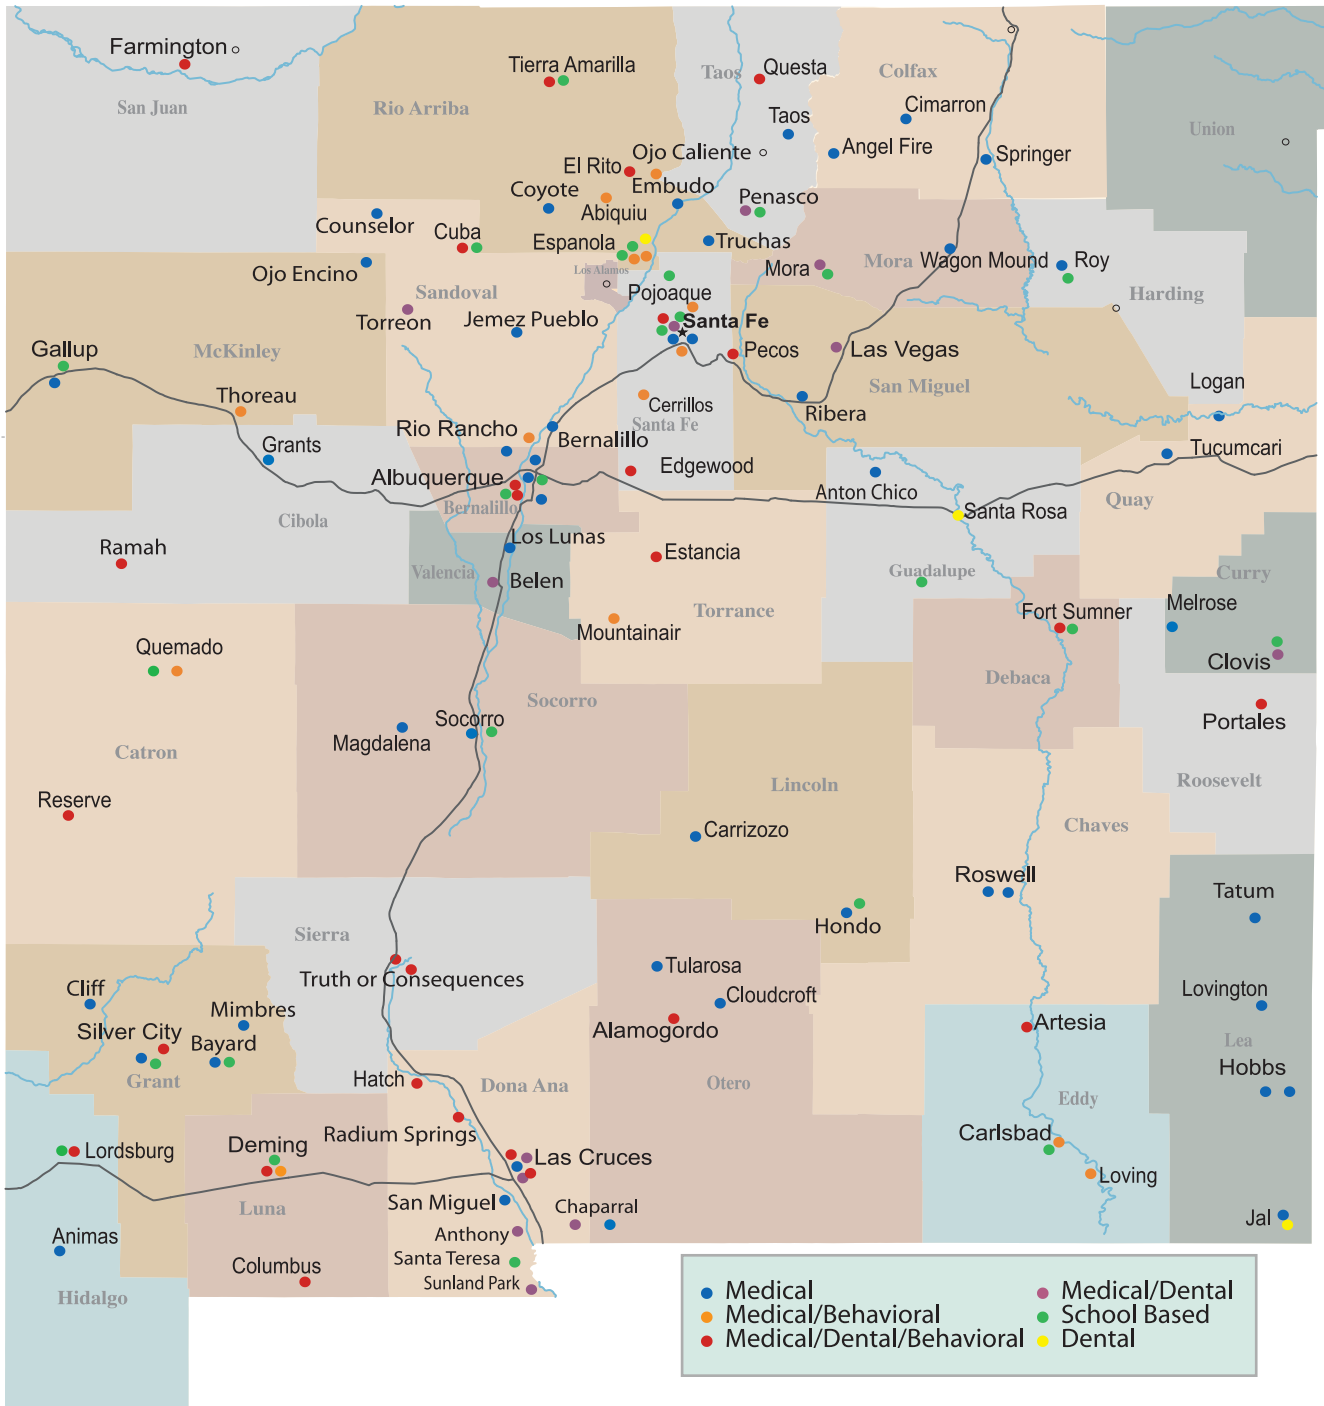 Farmington
Tierra Amarilla
Taos
Questa
Colfax
San Juan
Rio Arriba
Cimarron
Taos
Union
Angel Fire
Springer
Ojo Caliente
El Rito
Embudo
Coyote
Penasco
Abiquiu
Counselor
Cuba
Espanola
Truchas
Mora
Mora
Wagon Mound
Roy
Ojo Encino
Los Alamos
Sandoval
Pojoaque
Harding
Torreon
Jemez Pueblo
Santa Fe
Gallup
McKinley
Pecos
Las Vegas
San Miguel
Logan
Thoreau
Cerrillos
Ribera
Santa Fe
Rio Rancho
Bernalillo
Grants
Tucumcari
Edgewood
Albuquerque
Anton Chico
Quay
Bernalillo
Santa Rosa
Cibola
Los Lunas
Ramah
Estancia
Valencia
Belen
Guadalupe
Curry
Torrance
Fort Sumner
Melrose
Mountainair
Quemado
Clovis
Debaca
Socorro
Socorro
Magdalena
Portales
Catron
Lincoln
Roosevelt
Reserve
Carrizozo
Chaves
Roswell
Tatum
Hondo
Sierra
Tularosa
Truth or Consequences
Cliff
Cloudcroft
Lovington
Mimbres
Silver City
Bayard
Alamogordo
Artesia
Lea
Grant
Hatch
Dona Ana
Otero
Hobbs
Eddy
Radium Springs
Carlsbad
Lordsburg
Deming
Las Cruces
Loving
San Miguel
Chaparral
Luna
Jal
Animas
Anthony
Santa Teresa
Columbus
Sunland Park
Hidalgo
Medical
Medical/Behavioral
Medical/Dental/Behavioral
Medical/Dental
School Based
Dental